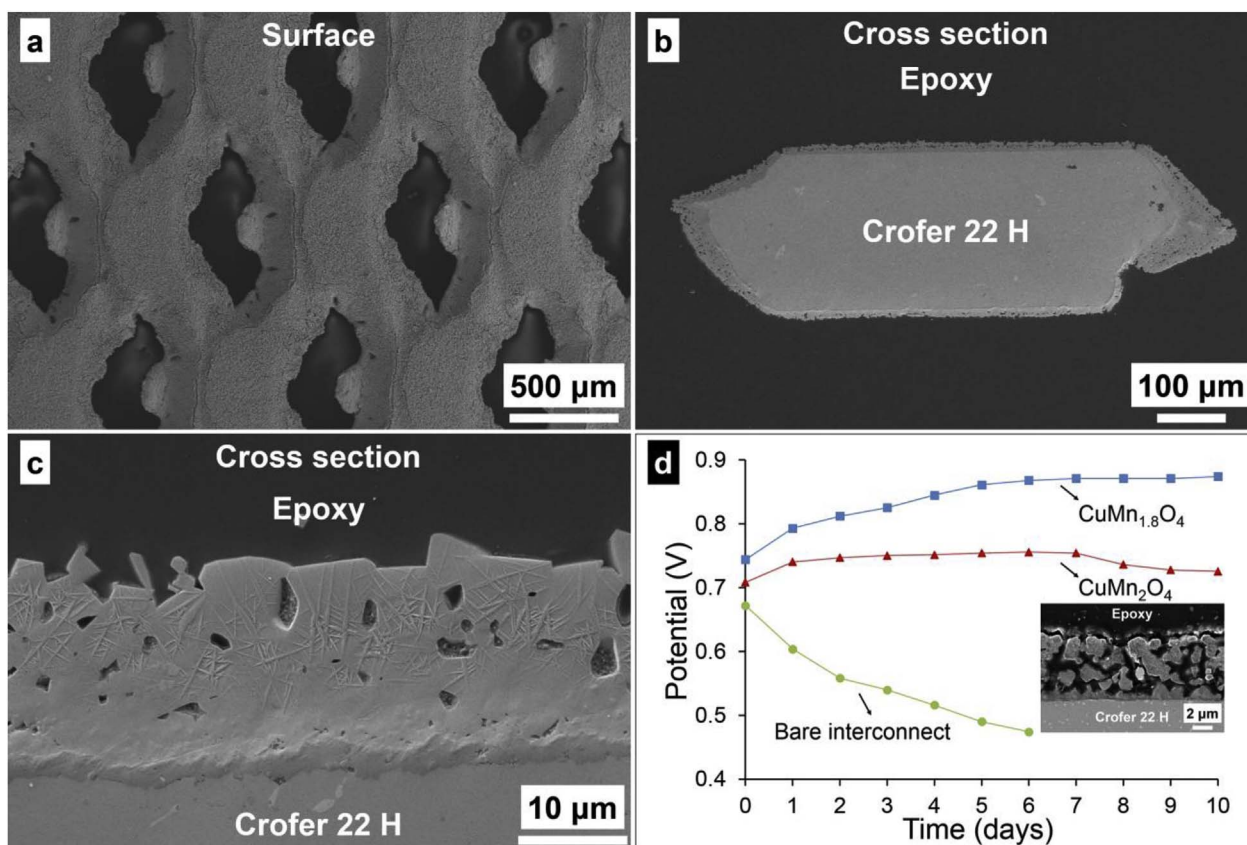 a
Surface
500 µm
b
Cross section
Epoxy
Crofer 22 H
100 µm
c
Cross section
Epoxy
Crofer 22 H
10 µm
d
0.9
0.8
0.7
0.6
0.5
0.4
Potential (V)
CuMn₁.₈O₄
CuMn₂O₄
Bare interconnect
Epoxy
Crofer 22 H
2 µm
0 1 2 3 4 5 6 7 8 9 10
Time (days)